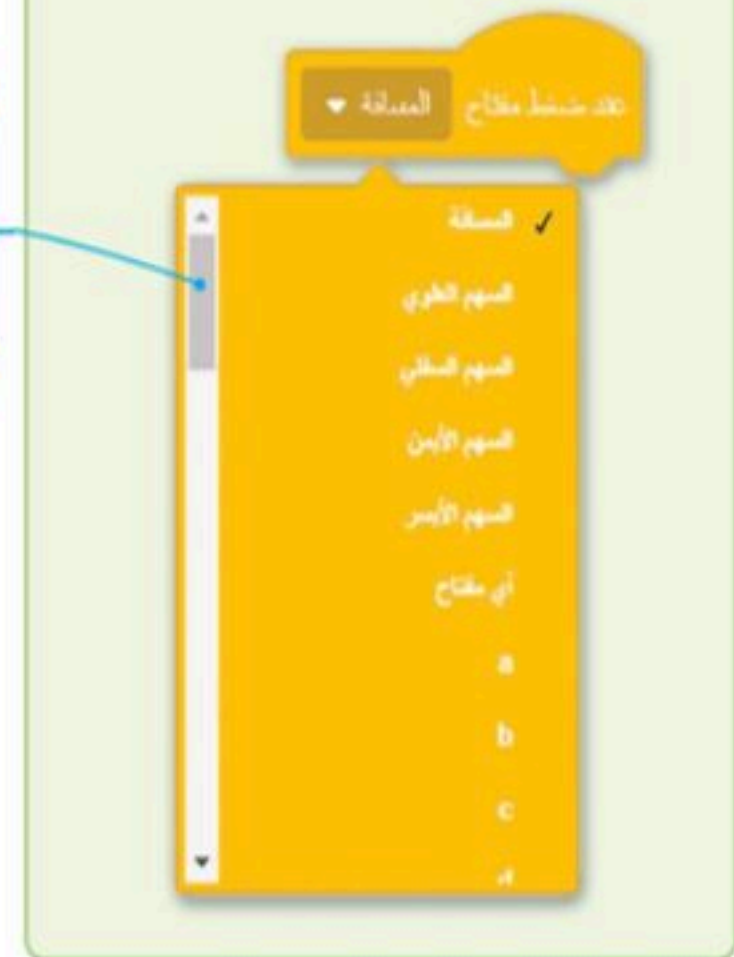 عند ضغط مفتاح المسافة
المسافة
السهم العلوي
السهم السفلي
السهم الأيمن
السهم الأيسر
أي مفتاح
a
b
c
d